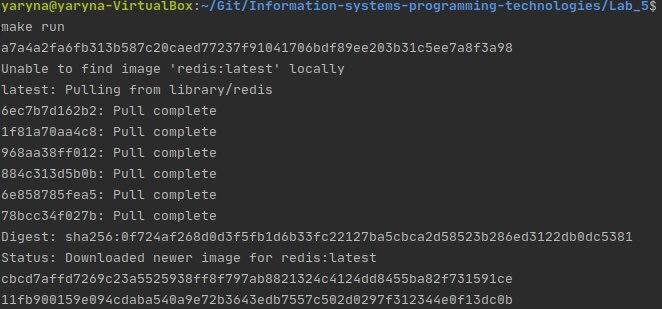 yaryna@yaryna-VirtualBox:~/Git/Information-systems-programming-technologies/Lab_5$
make run
a7a4a2fa6fb313b587c20caed77237f91041706bdf89ee203b31c5ee7a8f3a98
Unable to find image 'redis:latest' locally
latest: Pulling from library/redis
6ec7b7d162b2: Pull complete
1f81a70aa4c8: Pull complete
968aa38ff012: Pull complete
884c313d5b0b: Pull complete
6e858785fea5: Pull complete
78bcc34f027b: Pull complete
Digest: sha256:0f724af268d0d3f5fb1d6b33fc22127ba5cbca2d58523b286ed3122db0dc5381
Status: Downloaded newer image for redis:latest
cbcd7affd7269c23a5525938ff8f797ab8821324c4124dd8455ba82f731591ce
11fb900159e094cdaba540a9e72b3643edb7557c502d0297f312344e0f13dc0b